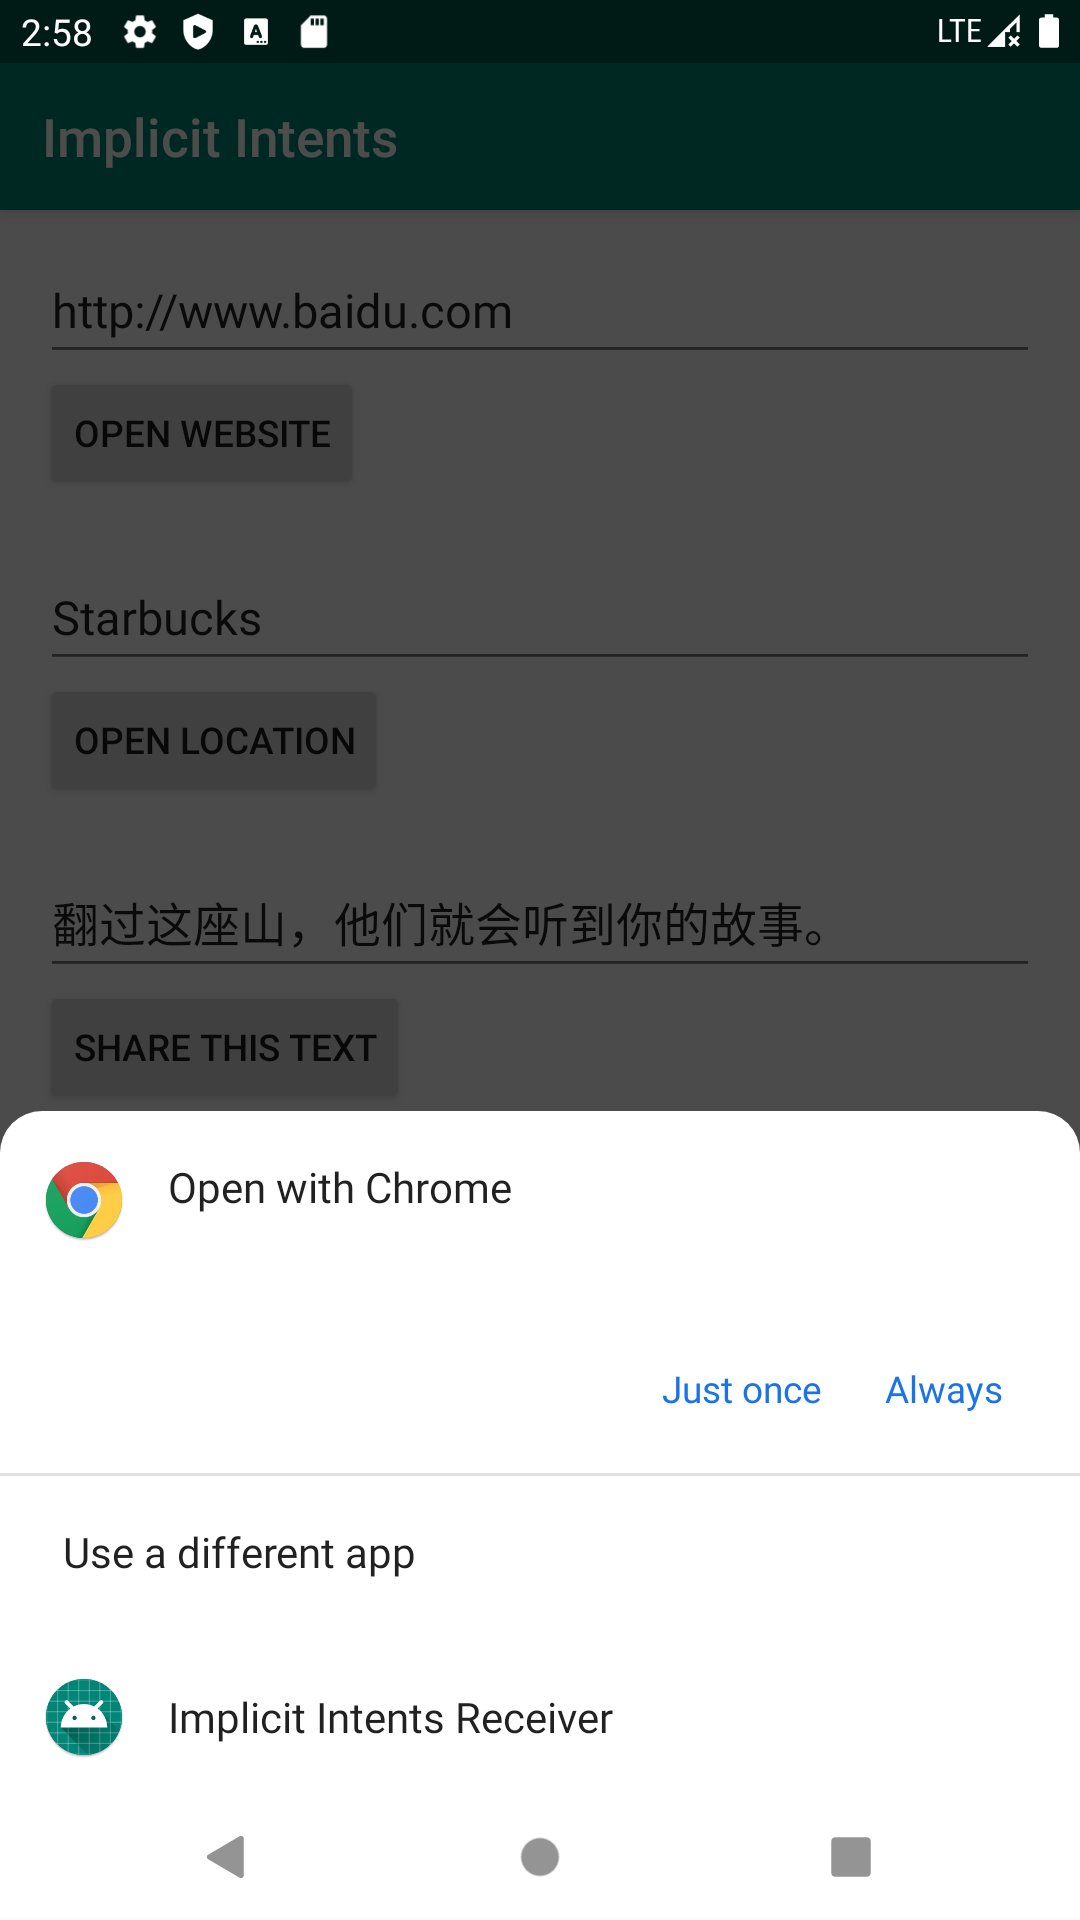 2:58
LTE
Implicit Intents
http://www.baidu.com
OPEN WEBSITE
Starbucks
OPEN LOCATION
翻过这座山，他们就会听到你的故事。
SHARE THIS TEXT
Open with Chrome
Just once Always
Use a different app
Implicit Intents Receiver